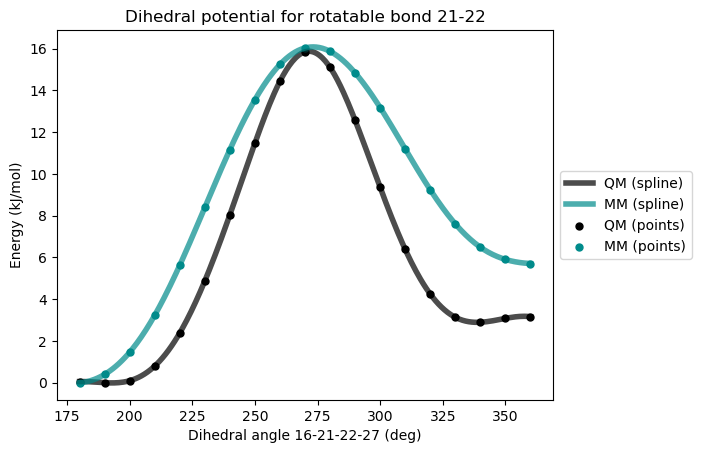 Dihedral potential for rotatable bond 21-22
Energy (kJ/mol)
16
14
12
10
8
6
4
2
0
175
200
225
250
275
300
325
350
Dihedral angle 16-21-22-27 (deg)
QM (spline)
MM (spline)
QM (points)
MM (points)